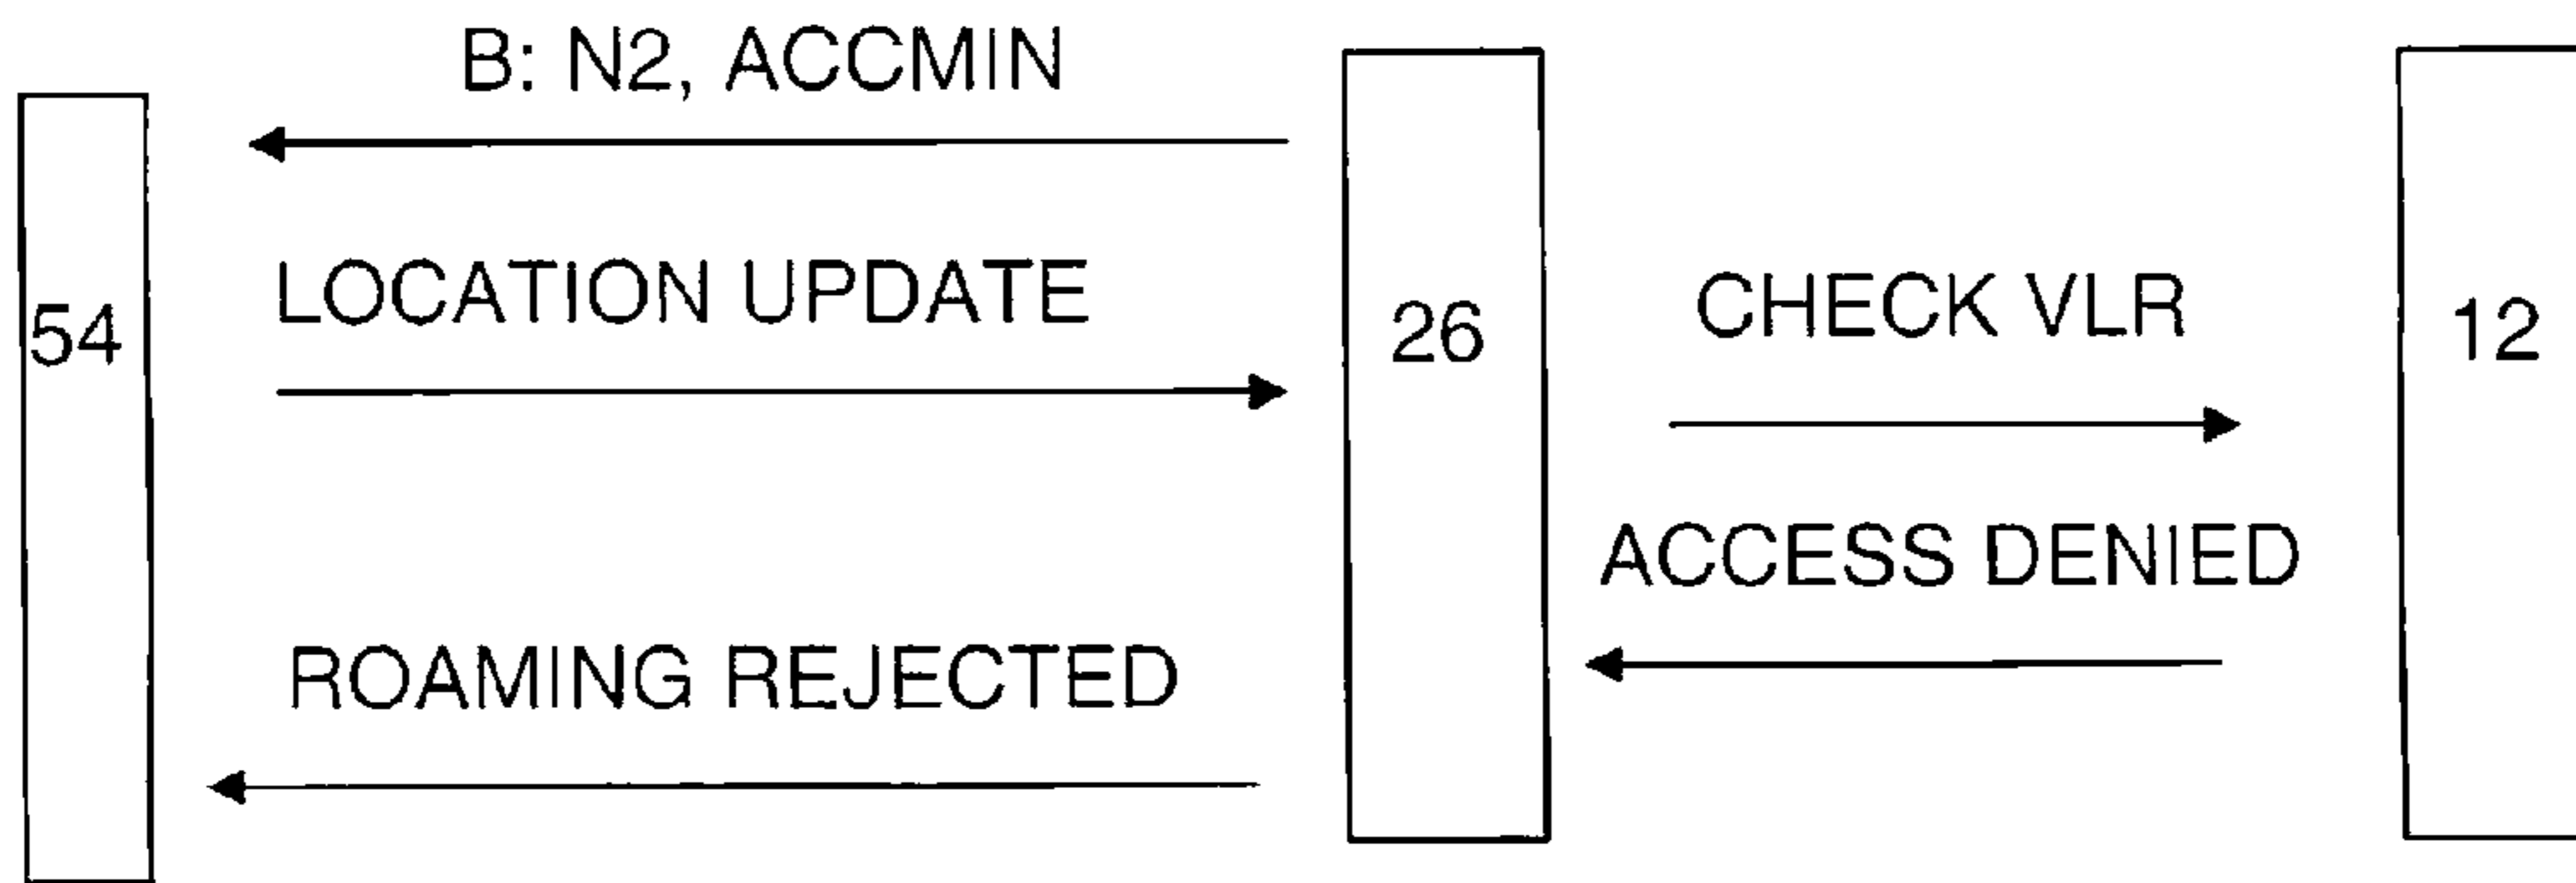 B: N2, ACCMIN
LOCATION UPDATE
54
26
CHECK VLR
12
ACCESS DENIED
ROAMING REJECTED